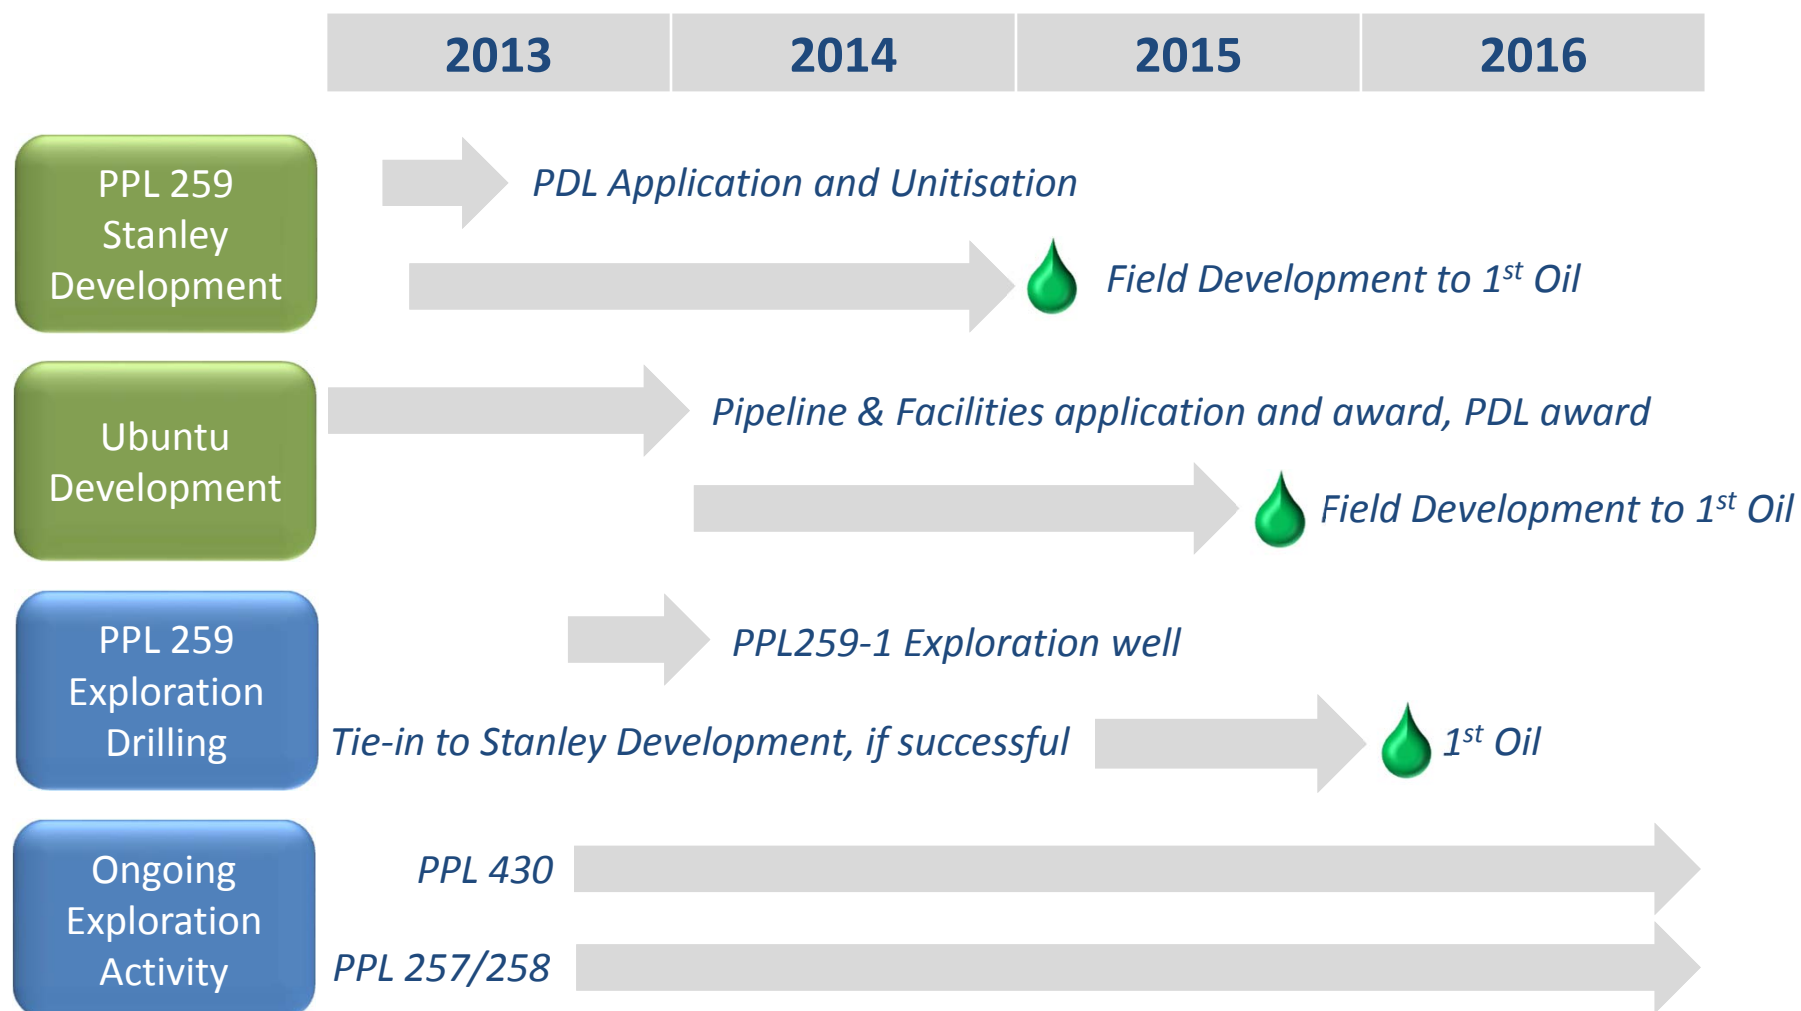 2013 2014 2015 2016
PPL 259
Stanley
Development
PDL Application and Unitisation
Field Development to 1st Oil
Ubuntu
Development
Pipeline & Facilities application and award, PDL award
Field Development to 1st Oil
PPL 259
Exploration
Drilling
PPL259-1 Exploration well
Tie-in to Stanley Development, if successful
1st Oil
Ongoing
Exploration
Activity
PPL 430
PPL 257/258